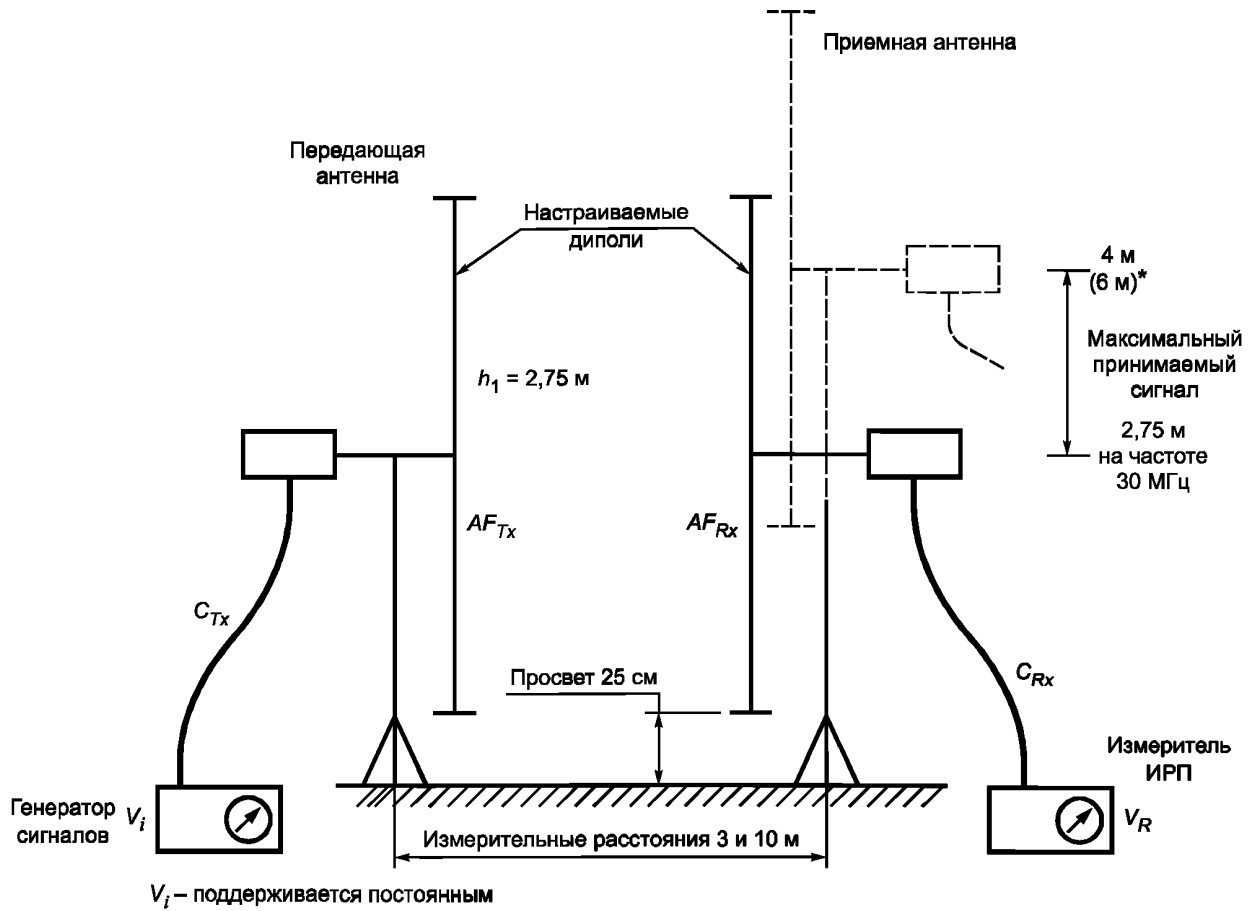 Приемная антенна
Передающая
антенна
Настраиваемые
диполи
4 м
(6 м)*
Максимальный
принимаемый
сигнал
h1 = 2,75 м
2,75 м
на частоте
30 МГц
AFTx
AFRx
CTx
CRx
Просвет 25 см
Измеритель
ИРП
Генератор
сигналов
Vi
VR
Измерительные расстояния 3 и 10 м
Vi – поддерживается постоянным